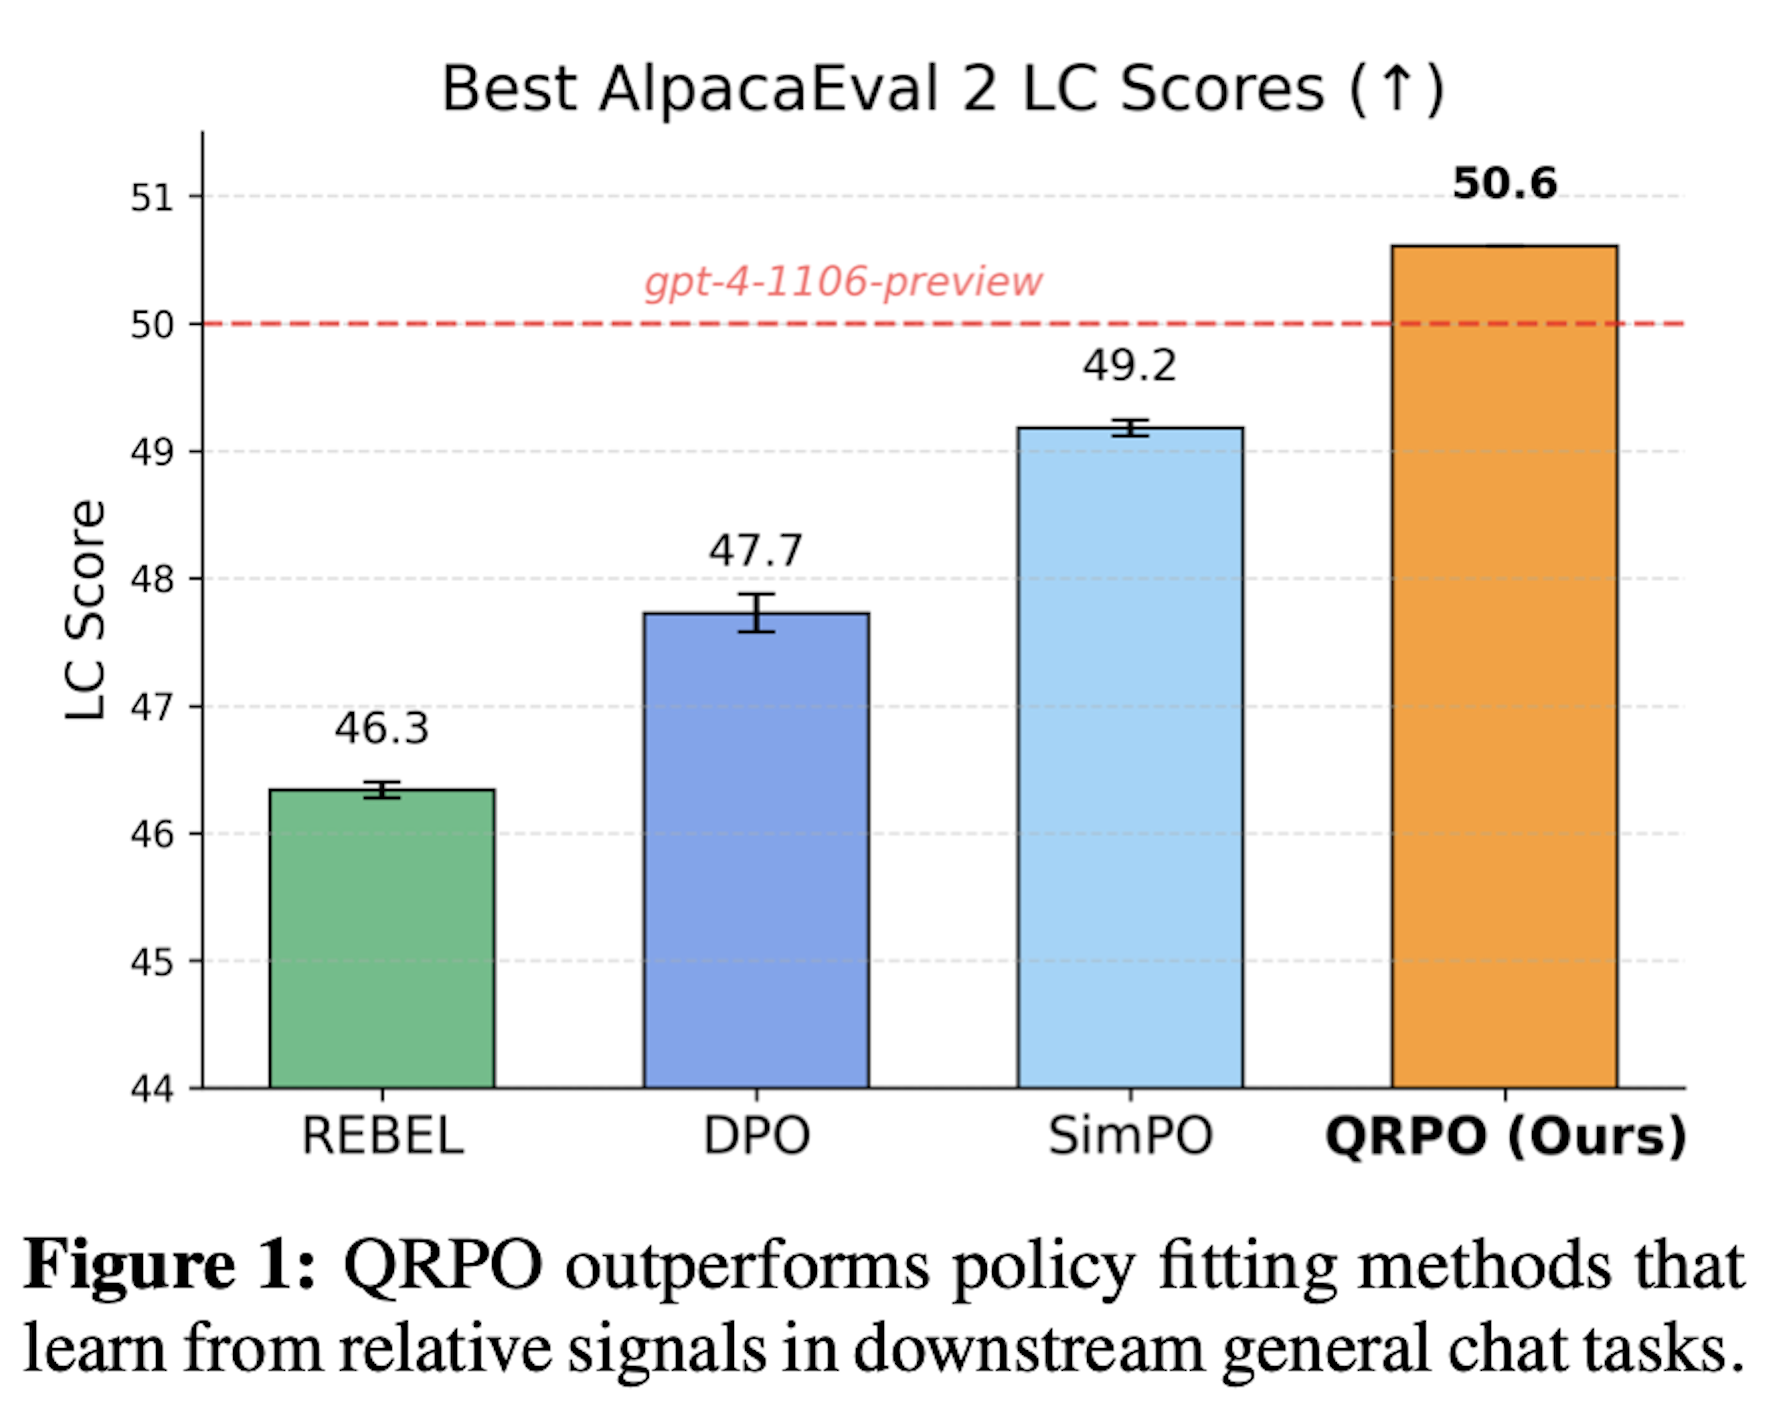 Best AlpacaEval 2 LC Scores (↑)
51
50.6
gpt-4-1106-preview
50
49.2
49
47.7
48
LC Score
47
46.3
46
45
44
REBEL DPO SimPO QRPO (Ours)
Figure 1: QRPO outperforms policy fitting methods that
learn from relative signals in downstream general chat tasks.